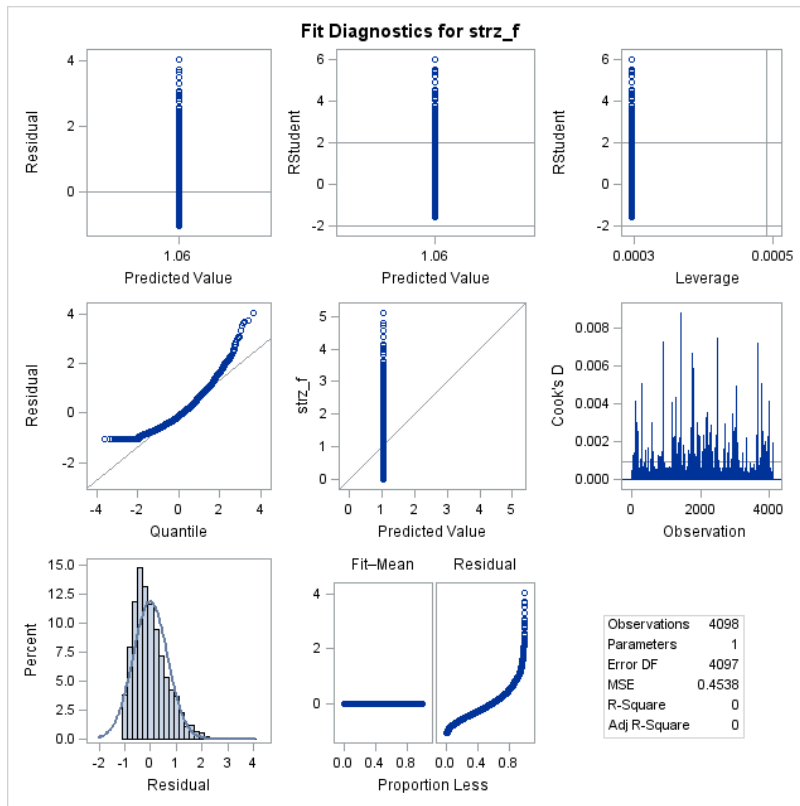 Fit Diagnostics for strz_f
4
2
0
Residual
1.06
Predicted Value
6
4
2
0
-2
RStudent
1.06
Predicted Value
6
4
2
0
-2
RStudent
0.0003 0.0005
Leverage
4
2
0
-2
Residual
-4 -2 0 2 4
Quantile
5
4
3
2
1
0
strz_f
0 1 2 3 4 5
Predicted Value
0.008
0.006
0.004
0.002
0.000
Cook's D
0 2000 4000
Observation
15.0
12.5
10.0
7.5
5.0
2.5
0.0
Percent
-2 -1 0 1 2 3 4
Residual
Fit–Mean Residual
4
2
0
0.0 0.4 0.8 0.0 0.4 0.8
Proportion Less
Observations 4098
Parameters 1
Error DF 4097
MSE 0.4538
R-Square 0
Adj R-Square 0